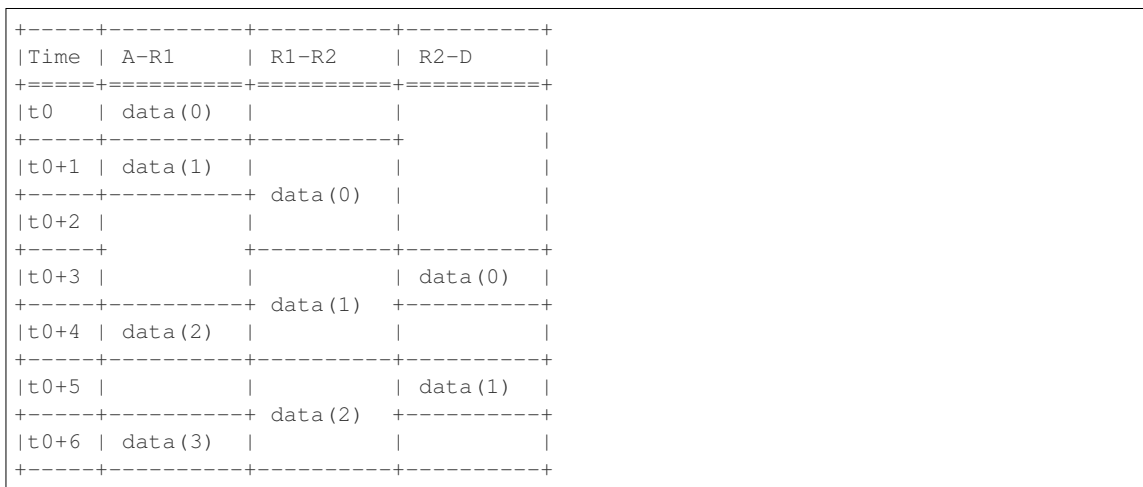 +-----+----------+----------+----------+
|Time | A-R1     | R1-R2    | R2-D     |
+=====+==========+==========+==========+
|t0   | data(0)  |          |          |
+-----+----------+----------+          |
|t0+1 | data(1)  |          |          |
+-----+----------+ data(0)  |          |
|t0+2 |          |          |          |
+-----+          +----------+----------+
|t0+3 |          |          | data(0)  |
+-----+----------+ data(1)  +----------+
|t0+4 | data(2)  |          |          |
+-----+----------+----------+----------+
|t0+5 |          |          | data(1)  |
+-----+----------+ data(2)  +----------+
|t0+6 | data(3)  |          |          |
+-----+----------+----------+----------+